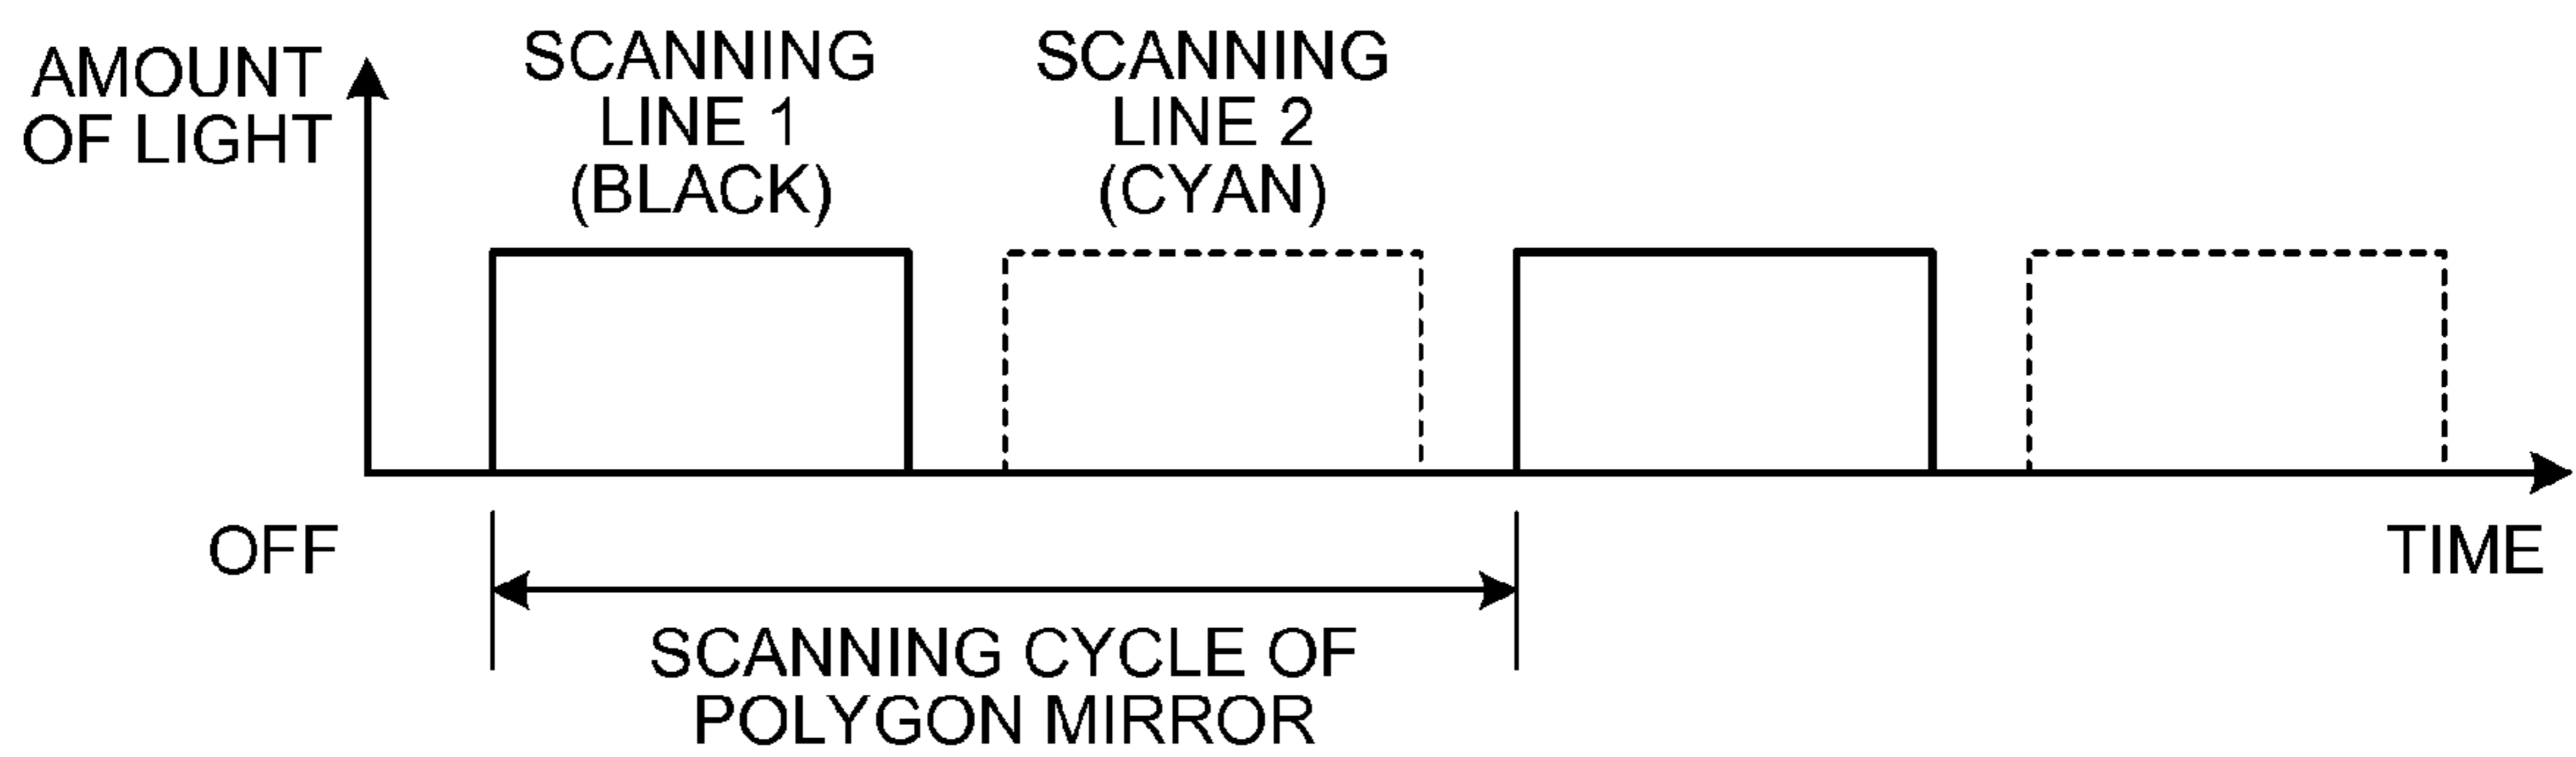 AMOUNT
OF LIGHT
SCANNING
LINE 1
(BLACK)
SCANNING
LINE 2
(CYAN)
OFF
TIME
SCANNING CYCLE OF
POLYGON MIRROR